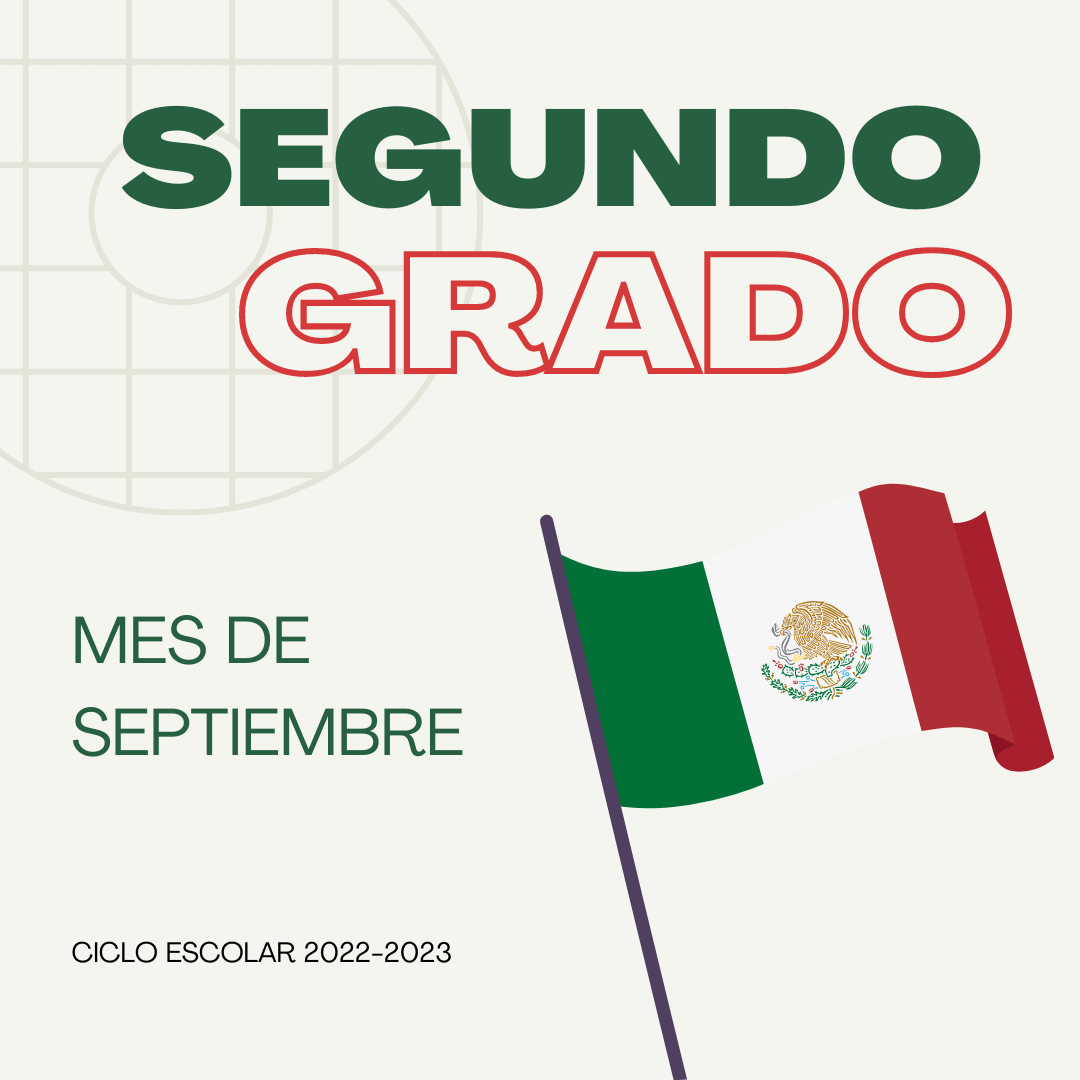 SEGUNDO
GRADO
MES DE
SEPTIEMBRE
CICLO ESCOLAR 2022-2023